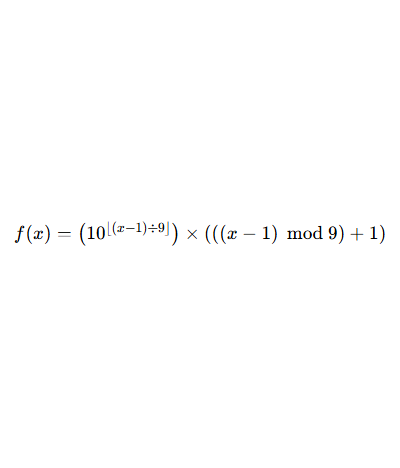 f(x) = (10^{⌊(x−1)÷9⌋}) × (((x − 1) mod 9) + 1)